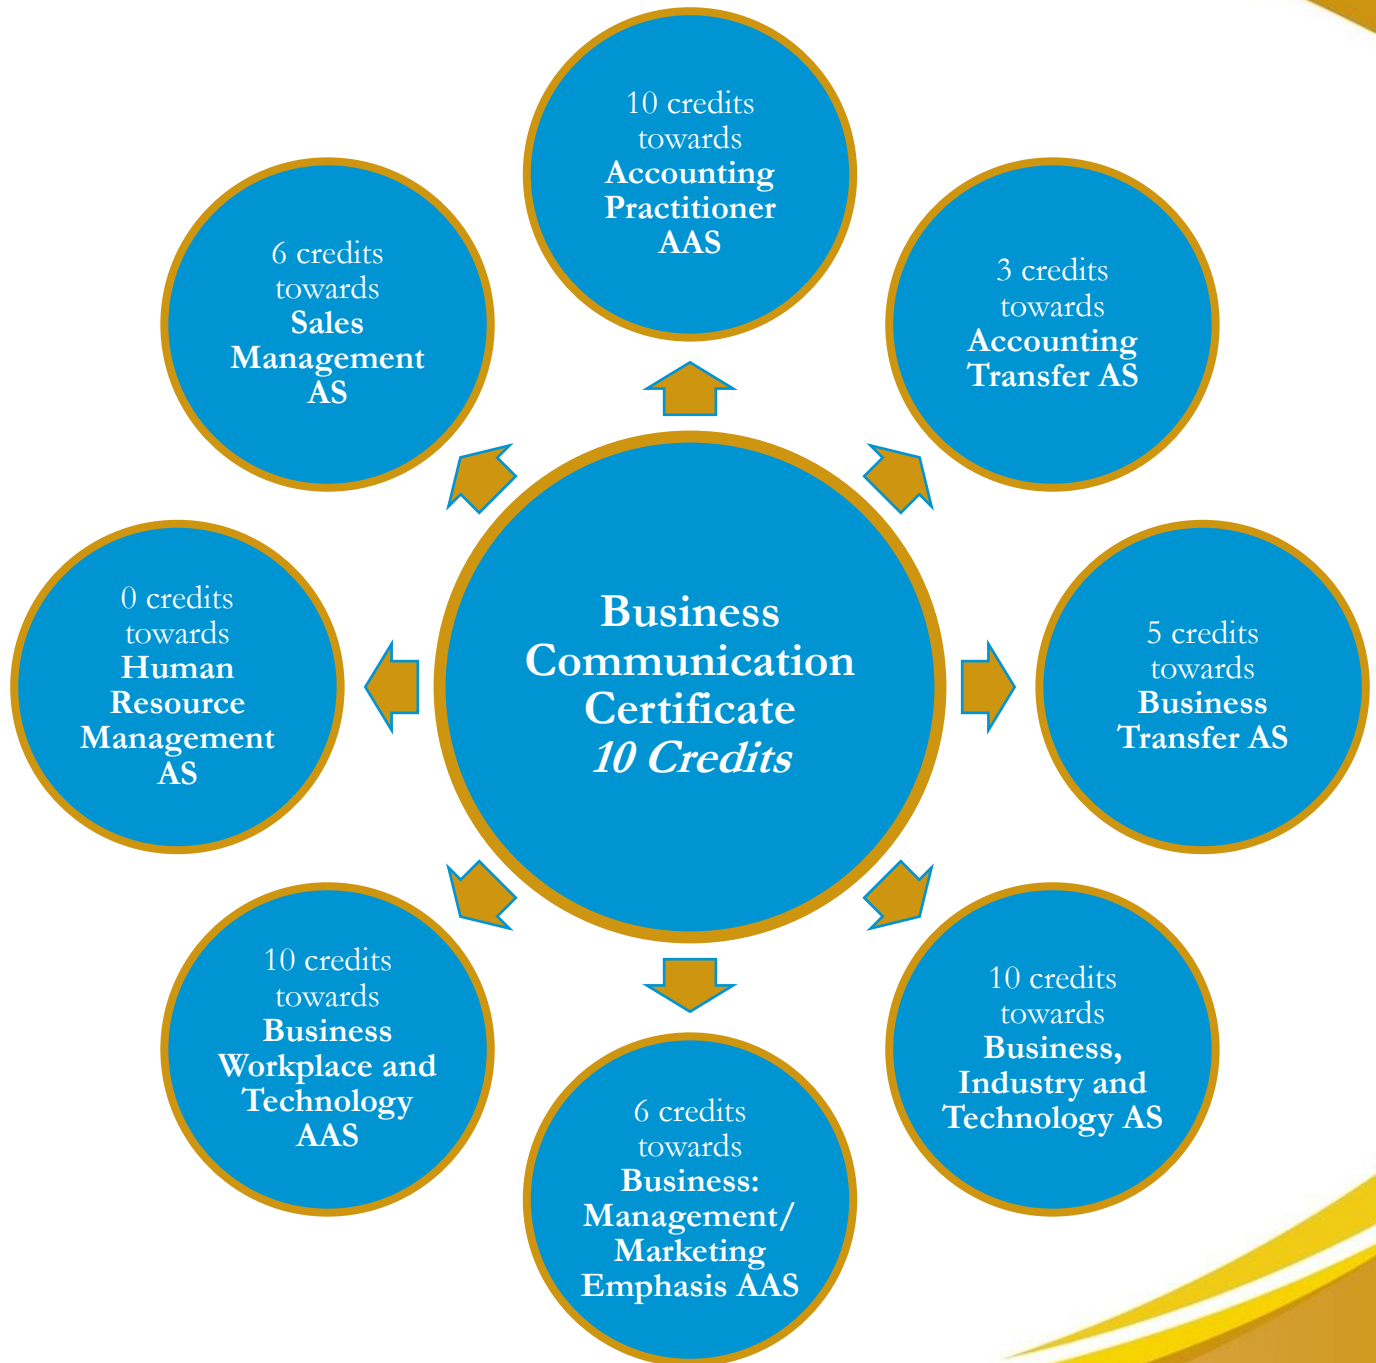 10 credits
towards
Accounting
Practitioner
AAS
3 credits
towards
Accounting
Transfer AS
5 credits
towards
Business
Transfer AS
10 credits
towards
Business,
Industry and
Technology AS
6 credits
towards
Business:
Management/
Marketing
Emphasis AAS
10 credits
towards
Business
Workplace and
Technology
AAS
0 credits
towards
Human
Resource
Management
AS
6 credits
towards
Sales
Management
AS
Business
Communication
Certificate
10 Credits